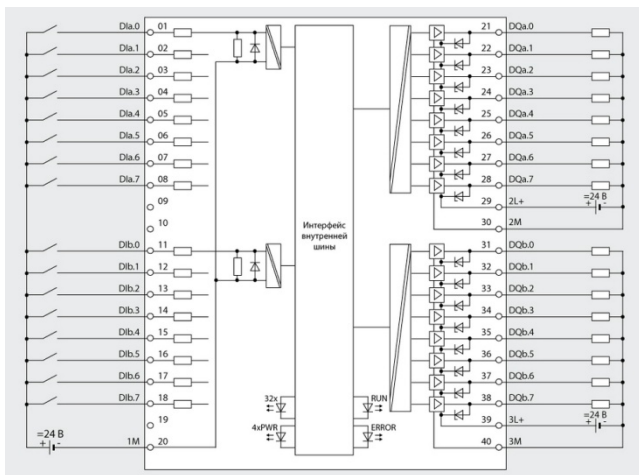 DIa.0 01 21 DQa.0
DIa.1 02 22 DQa.1
DIa.2 03 23 DQa.2
DIa.3 04 24 DQa.3
DIa.4 05 25 DQa.4
DIa.5 06 26 DQa.5
DIa.6 07 27 DQa.6
DIa.7 08 28 DQa.7
09 29 2L+ =24 В
+ -
10 30 2M
Интерфейс
внутренней
шины
DIb.0 11 31 DQb.0
DIb.1 12 32 DQb.1
DIb.2 13 33 DQb.2
DIb.3 14 34 DQb.3
DIb.4 15 35 DQb.4
DIb.5 16 36 DQb.5
DIb.6 17 37 DQb.6
DIb.7 18 32x RUN 38 DQb.7
19 39 3L+ =24 В
+ -
=24 В 4xPWR ERROR
+ - 1M 20 40 3M